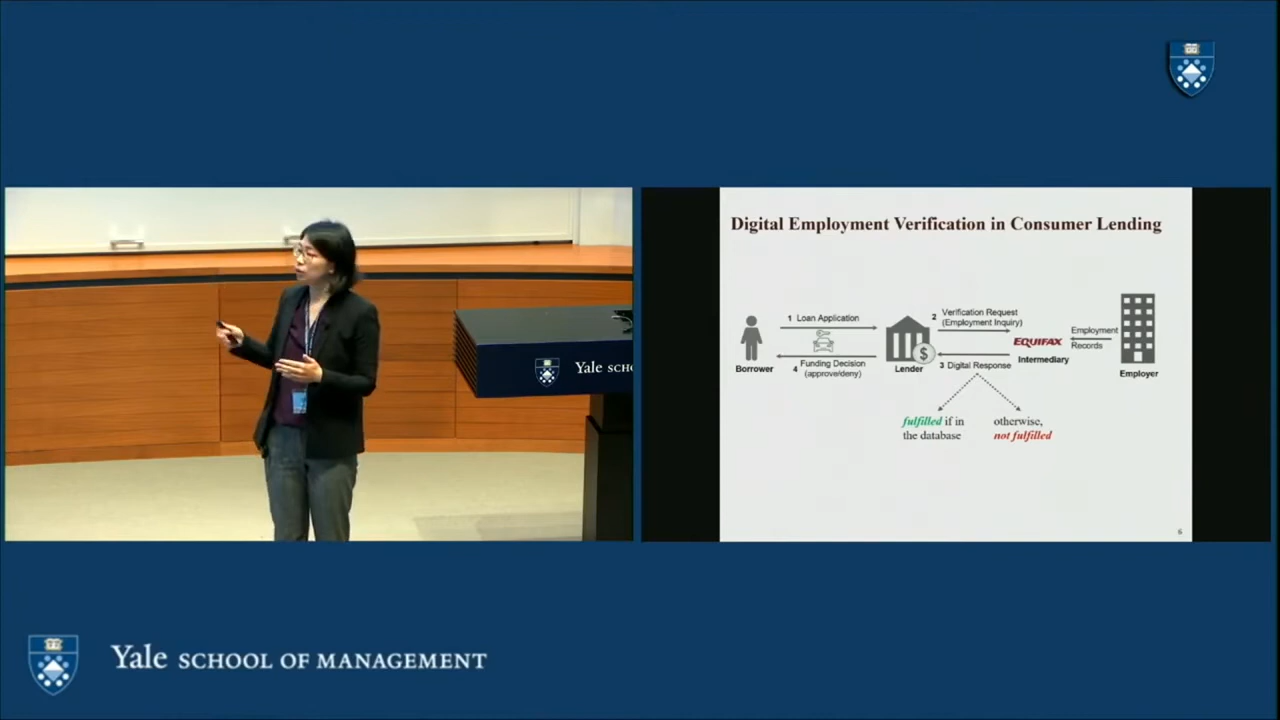 Yale SCHO
Digital Employment Verification in Consumer Lending
1 Loan Application
2 Verification Request
(Employment Inquiry)
EQUIFAX
Intermediary
Employment
Records
Borrower
4 Funding Decision
(approve/deny)
$
Lender
3 Digital Response
Employer
fulfilled if in
the database
otherwise,
not fulfilled
6
Yale SCHOOL OF MANAGEMENT